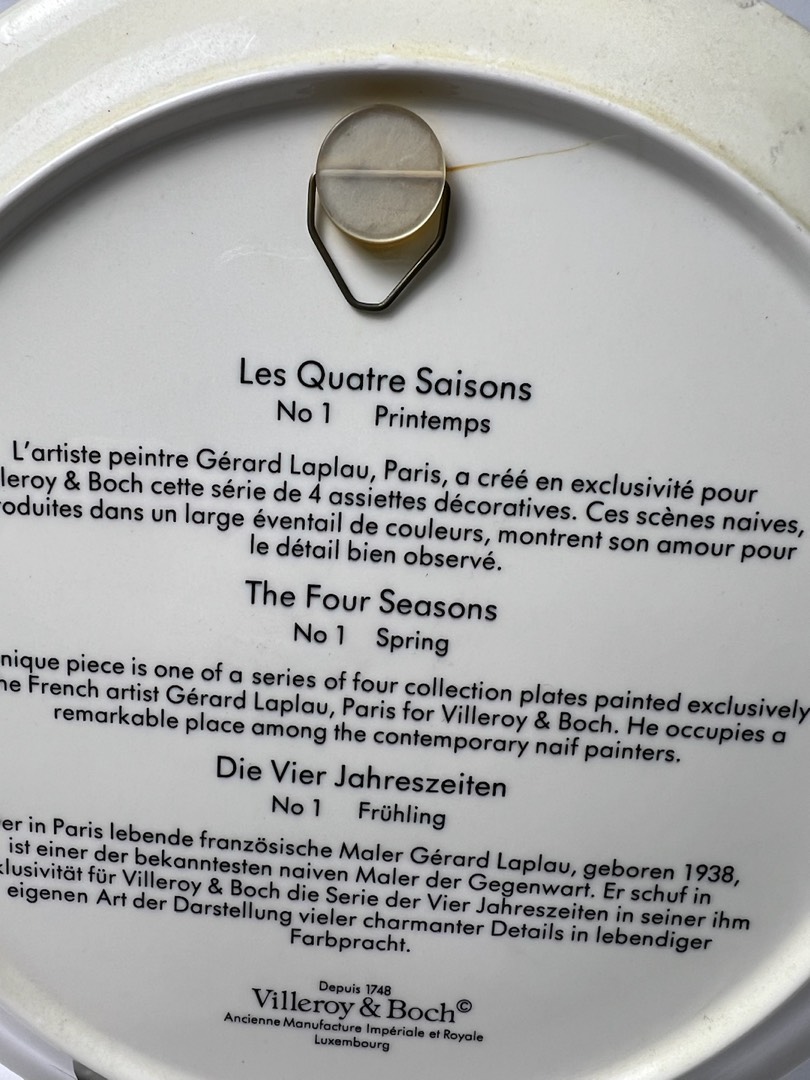 Les Quatre Saisons
No 1 Printemps
L'artiste peintre Gérard Laplau, Paris, a créé en exclusivité pour
lleroy & Boch cette série de 4 assiettes décoratives. Ces scènes naives,
roduites dans un large éventail de couleurs, montrent son amour pour
le détail bien observé.
The Four Seasons
No 1 Spring
nique piece is one of a series of four collection plates painted exclusively
he French artist Gérard Laplau, Paris for Villeroy & Boch. He occupies a
remarkable place among the contemporary naif painters.
Die Vier Jahreszeiten
No 1 Frühling
er in Paris lebende französische Maler Gérard Laplau, geboren 1938,
ist einer der bekanntesten naiven Maler der Gegenwart. Er schuf in
klusivität für Villeroy & Boch die Serie der Vier Jahreszeiten in seiner ihm
eigenen Art der Darstellung vieler charmanter Details in lebendiger
Farbpracht.
Depuis 1748
Villeroy & Boch©
Ancienne Manufacture Impériale et Royale
Luxembourg